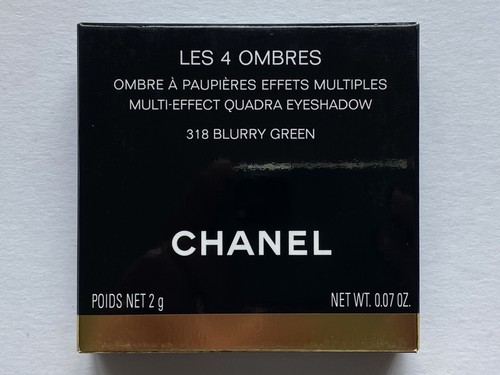 LES 4 OMBRES
OMBRE À PAUPIÈRES EFFETS MULTIPLES
MULTI-EFFECT QUADRA EYESHADOW
318 BLURRY GREEN
CHANEL
POIDS NET 2 g NET WT. 0.07 OZ.